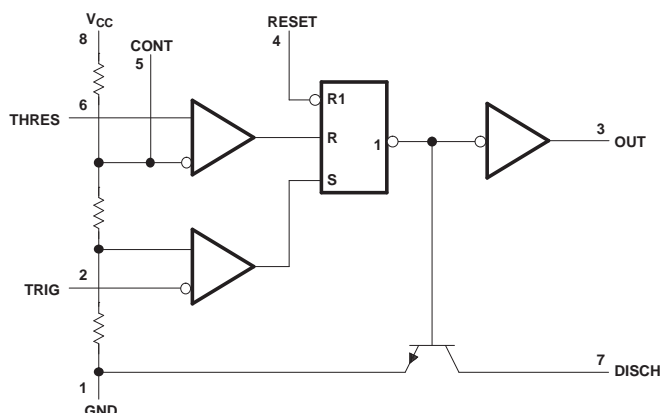 VCC
8
CONT
5
RESET
4
6
THRES
R1
R
1
S
3
OUT
2
TRIG
7
DISCH
1
GND